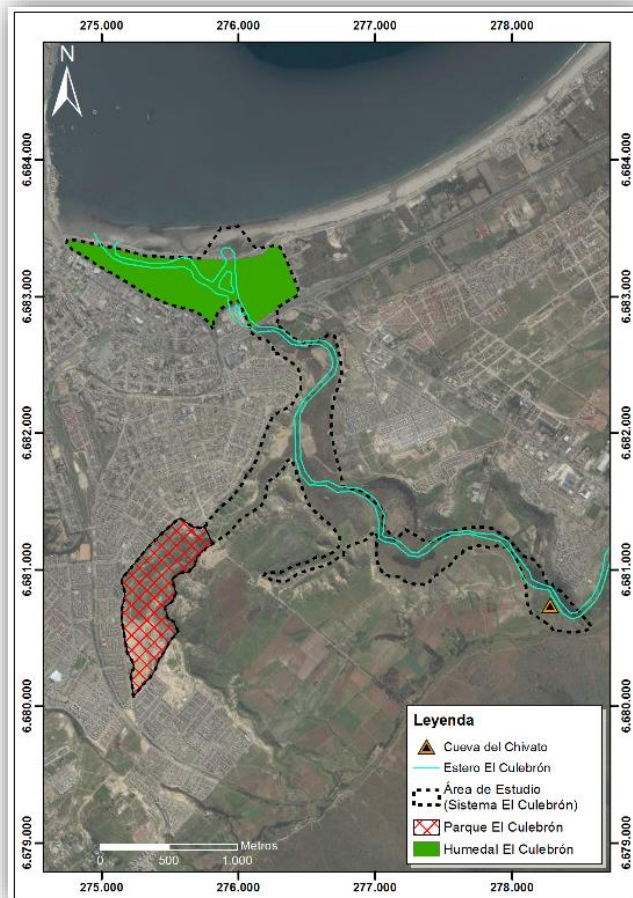 275.000 276.000 277.000 278.000
N
6.684.000 6.684.000
6.683.000 6.683.000
6.682.000 6.682.000
6.681.000 6.681.000
6.680.000 6.680.000
6.679.000 6.679.000
Leyenda
Cueva del Chivato
Estero El Culebrón
Área de Estudio
(Sistema El Culebrón)
Parque El Culebrón
Humedal El Culebrón
Metros
0 500 1.000
275.000 276.000 277.000 278.000